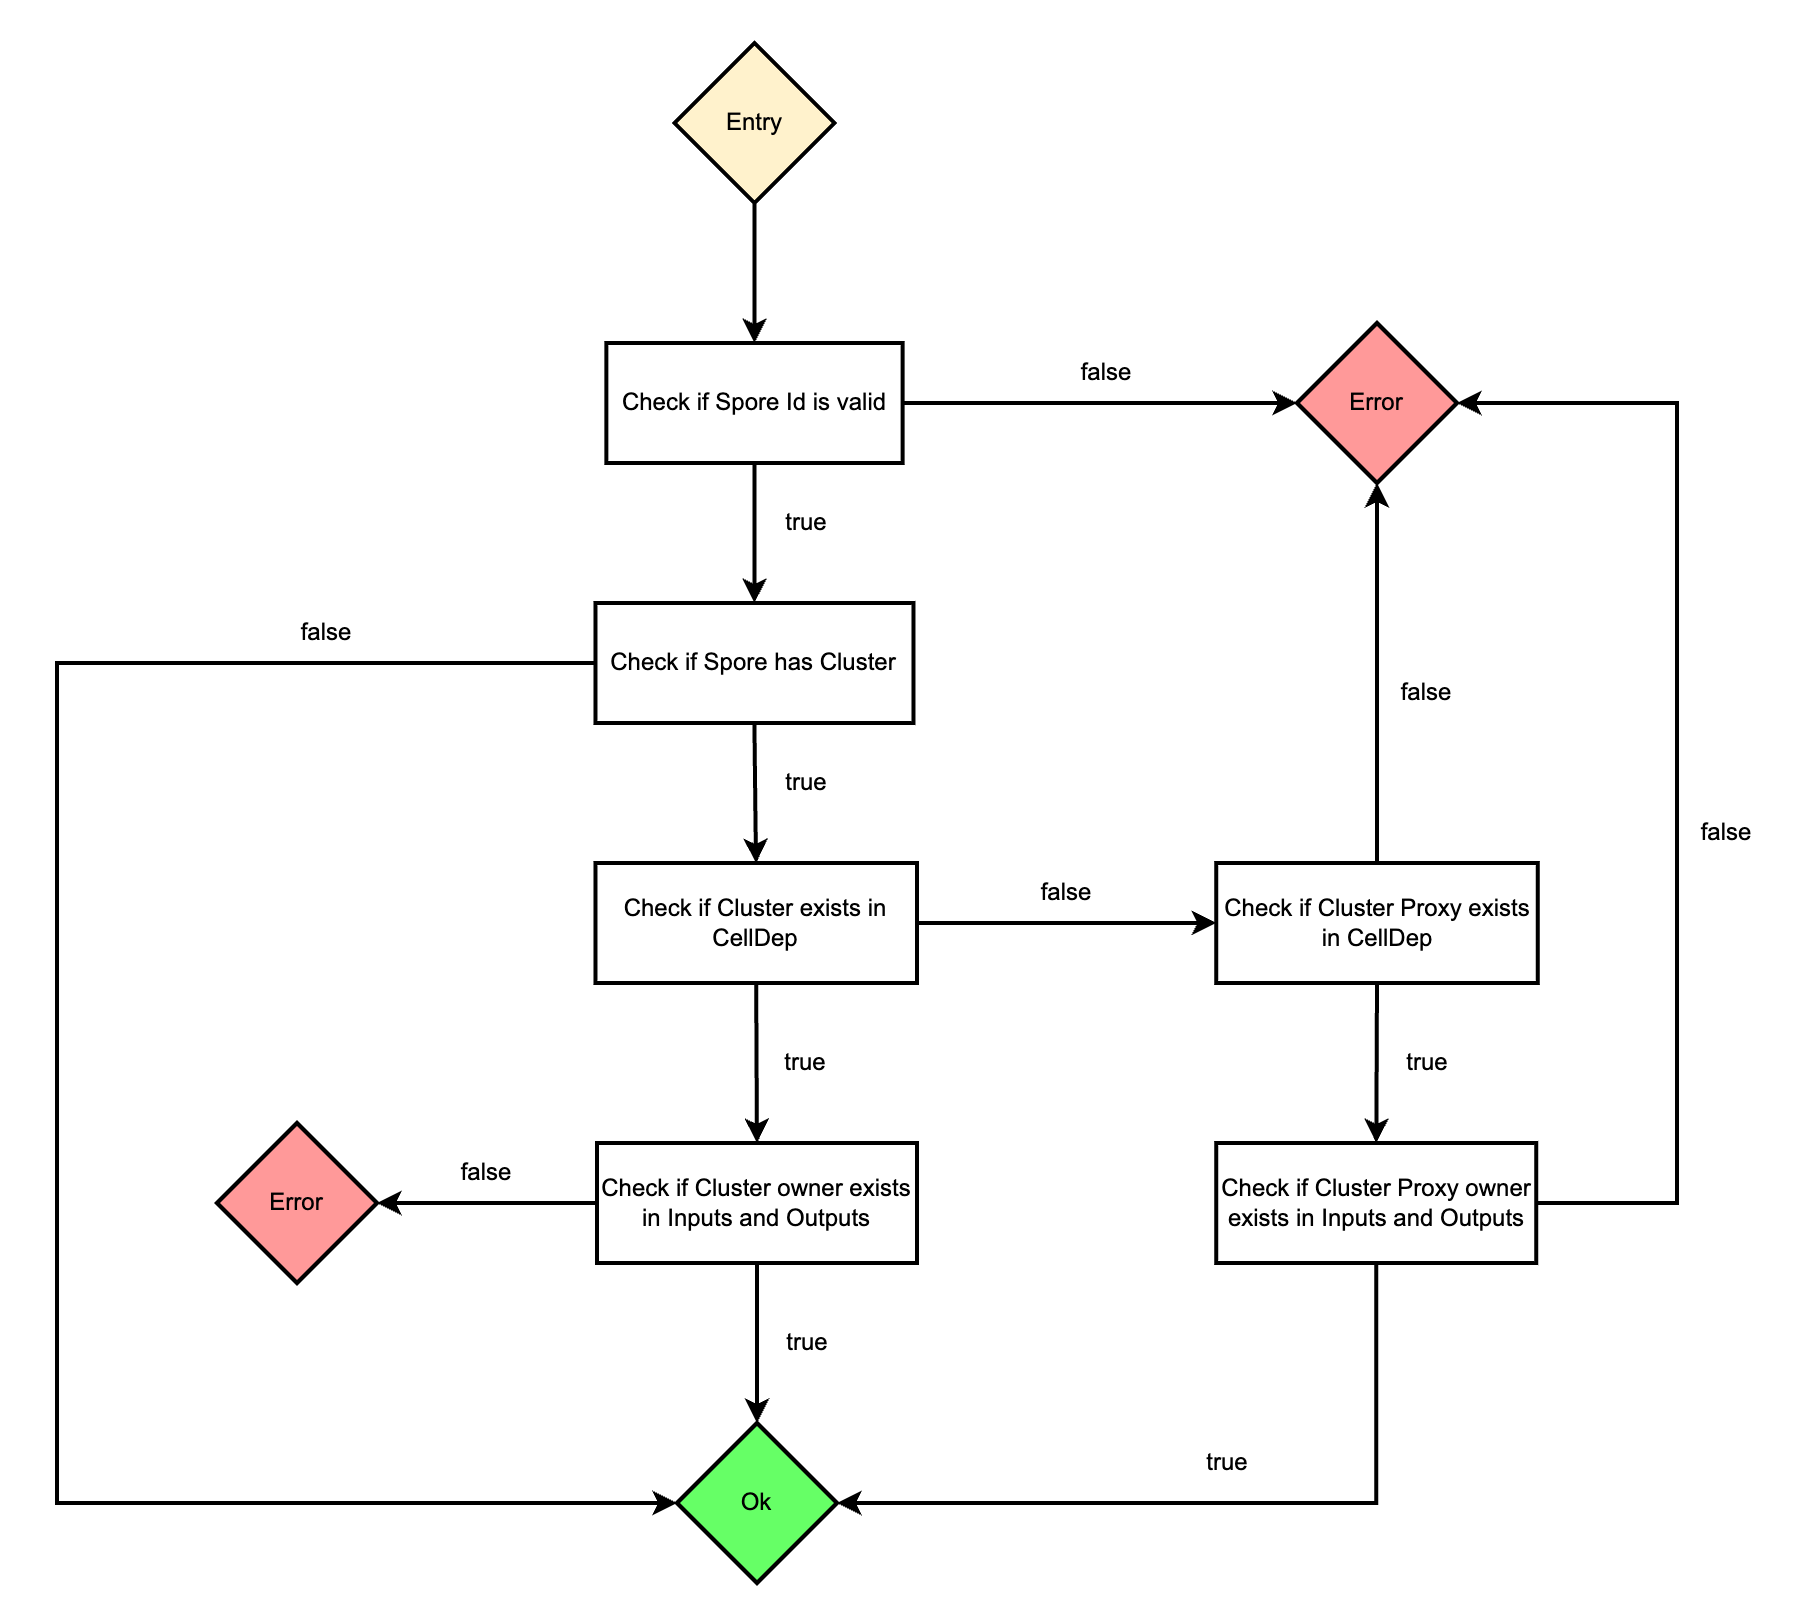 Entry
Check if Spore Id is valid
false
Error
true
false
Check if Spore has Cluster
false
true
false
Check if Cluster exists in
CellDep
false
Check if Cluster Proxy exists
in CellDep
true
true
Error
false
Check if Cluster owner exists
in Inputs and Outputs
Check if Cluster Proxy owner
exists in Inputs and Outputs
true
true
Ok